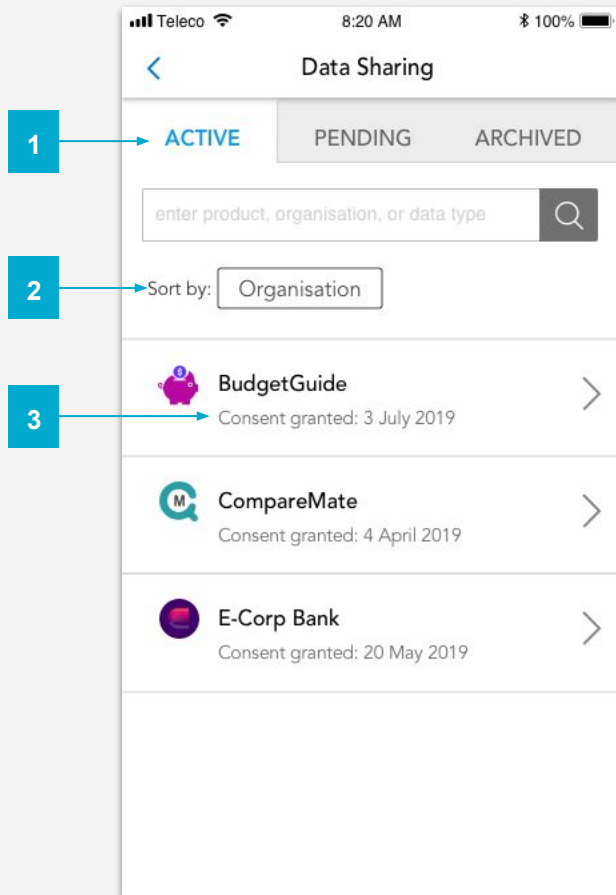 Teleco 8:20 AM 100%
Data Sharing
1 ACTIVE PENDING ARCHIVED
enter product, organisation, or data type
2 Sort by: Organisation
$
BudgetGuide
3 Consent granted: 3 July 2019
M
CompareMate
Consent granted: 4 April 2019
E-Corp Bank
Consent granted: 20 May 2019